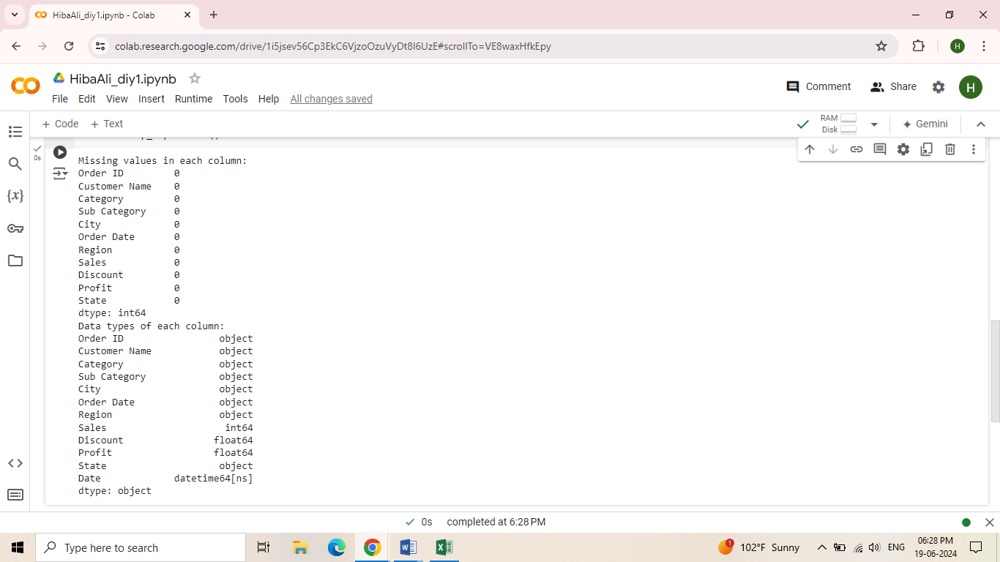 HibaAli_diy1.ipynb - Colab
colab.research.google.com/drive/1i5jsev56Cp3EkC6VjzoOzuVyDt8I6UzE#scrollTo=VE8waxHfkEpy
H
HibaAli_diy1.ipynb
File Edit View Insert Runtime Tools Help All changes saved
Comment
Share
H
+ Code + Text
RAM
Disk
Gemini
0s
{x}
Missing values in each column:
Order ID 0
Customer Name 0
Category 0
Sub Category 0
City 0
Order Date 0
Region 0
Sales 0
Discount 0
Profit 0
State 0
dtype: int64
Data types of each column:
Order ID object
Customer Name object
Category object
Sub Category object
City object
Order Date object
Region object
Sales int64
Discount float64
Profit float64
State object
Date datetime64[ns]
dtype: object
0s completed at 6:28 PM
Type here to search
1
102°F Sunny
ENG
06:28 PM
19-06-2024